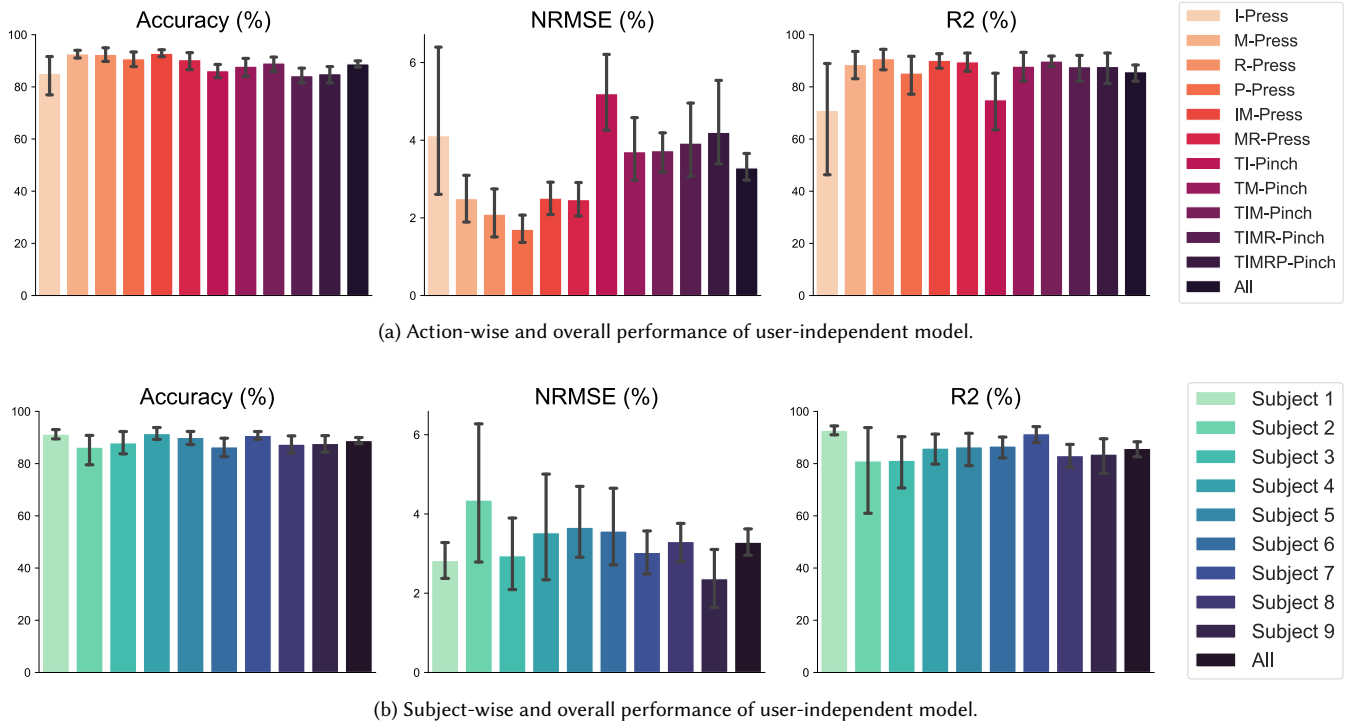 Accuracy (%)
NRMSE (%)
R2 (%)
100
80
60
40
20
0
6
4
2
0
100
80
60
40
20
0
I-Press
M-Press
R-Press
P-Press
IM-Press
MR-Press
TI-Pinch
TM-Pinch
TIM-Pinch
TIMR-Pinch
TIMRP-Pinch
All
(a) Action-wise and overall performance of user-independent model.
Accuracy (%)
NRMSE (%)
R2 (%)
100
80
60
40
20
0
6
4
2
0
100
80
60
40
20
0
Subject 1
Subject 2
Subject 3
Subject 4
Subject 5
Subject 6
Subject 7
Subject 8
Subject 9
All
(b) Subject-wise and overall performance of user-independent model.